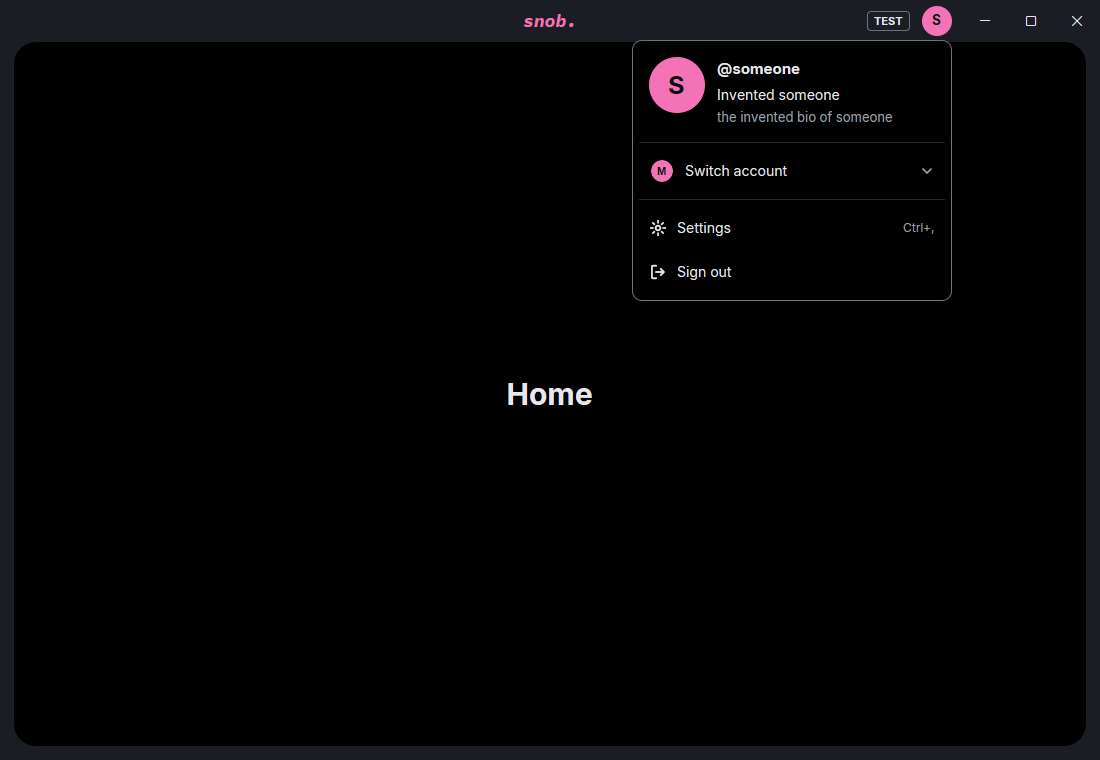 snob.
TEST
S
S
@someone
Invented someone
the invented bio of someone
M
Switch account
Settings
Ctrl+,
Sign out
Home